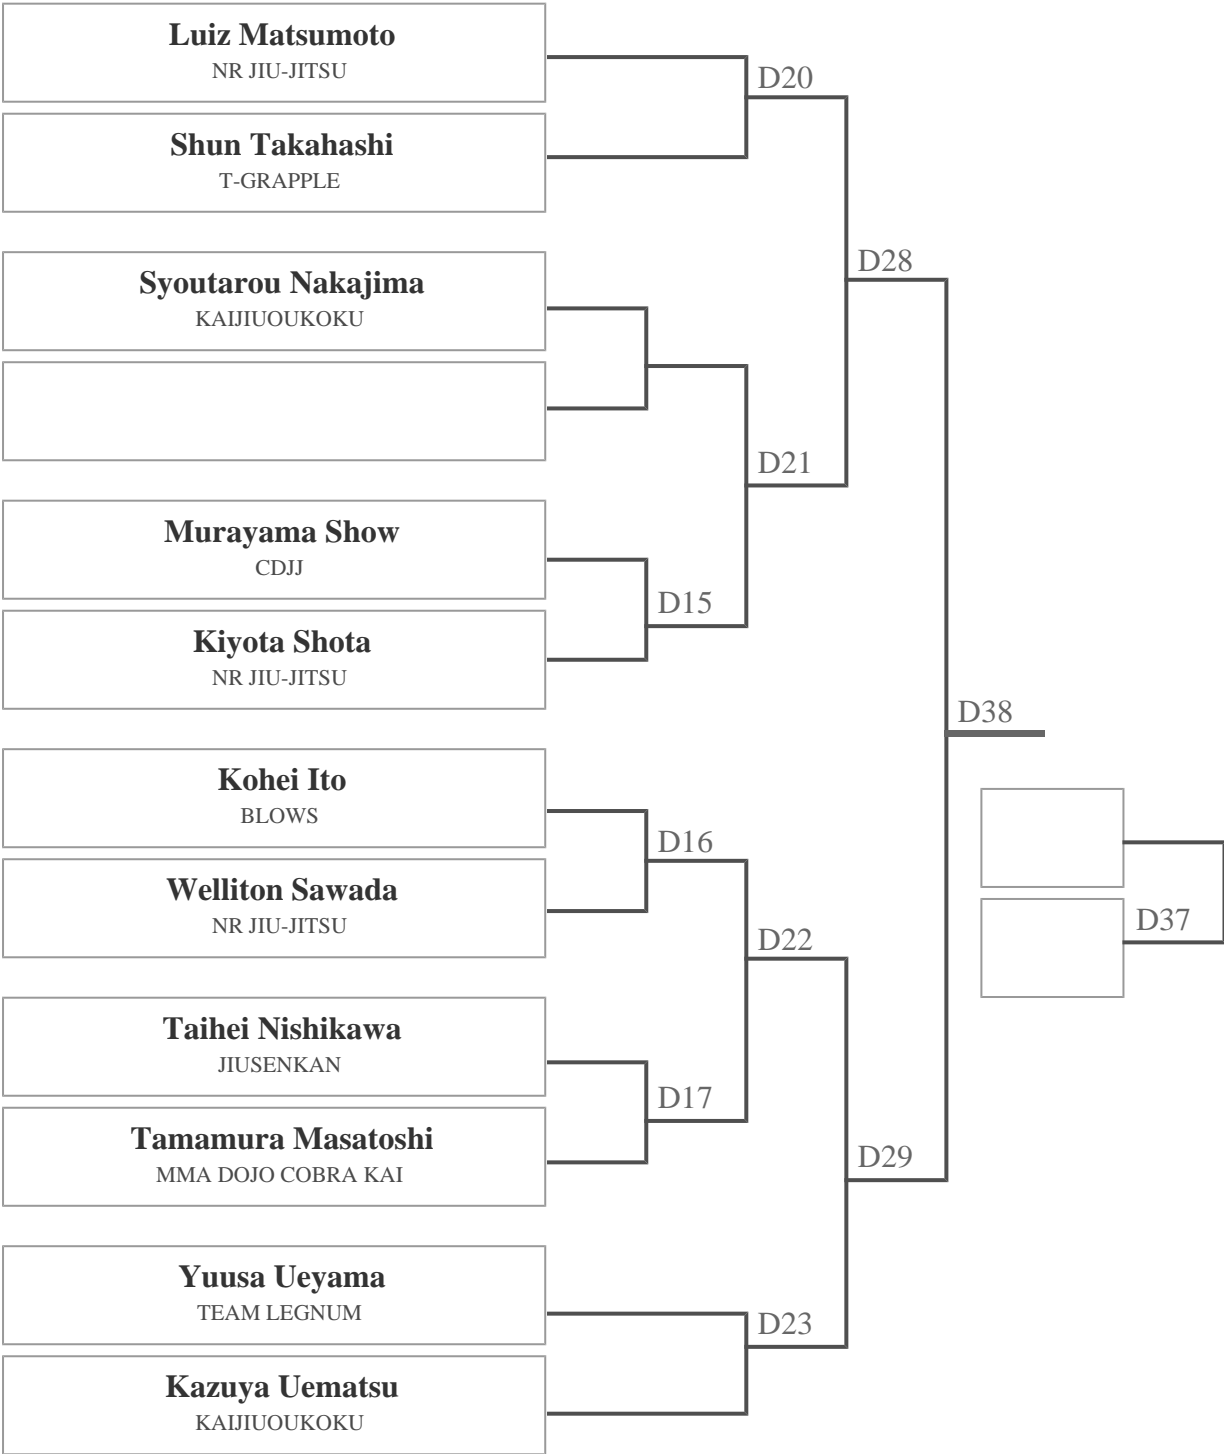 Luiz Matsumoto
NR JIU-JITSU
D20
Shun Takahashi
T-GRAPPLE
D28
Syoutarou Nakajima
KAIJIUOUKOKU
D21
Murayama Show
CDJJ
D15
Kiyota Shota
NR JIU-JITSU
D38
Kohei Ito
BLOWS
D16
Welliton Sawada
NR JIU-JITSU
D37
D22
Taihei Nishikawa
JIUSENKAN
D17
Tamamura Masatoshi
MMA DOJO COBRA KAI
D29
Yuusa Ueyama
TEAM LEGNUM
D23
Kazuya Uematsu
KAIJIUOUKOKU